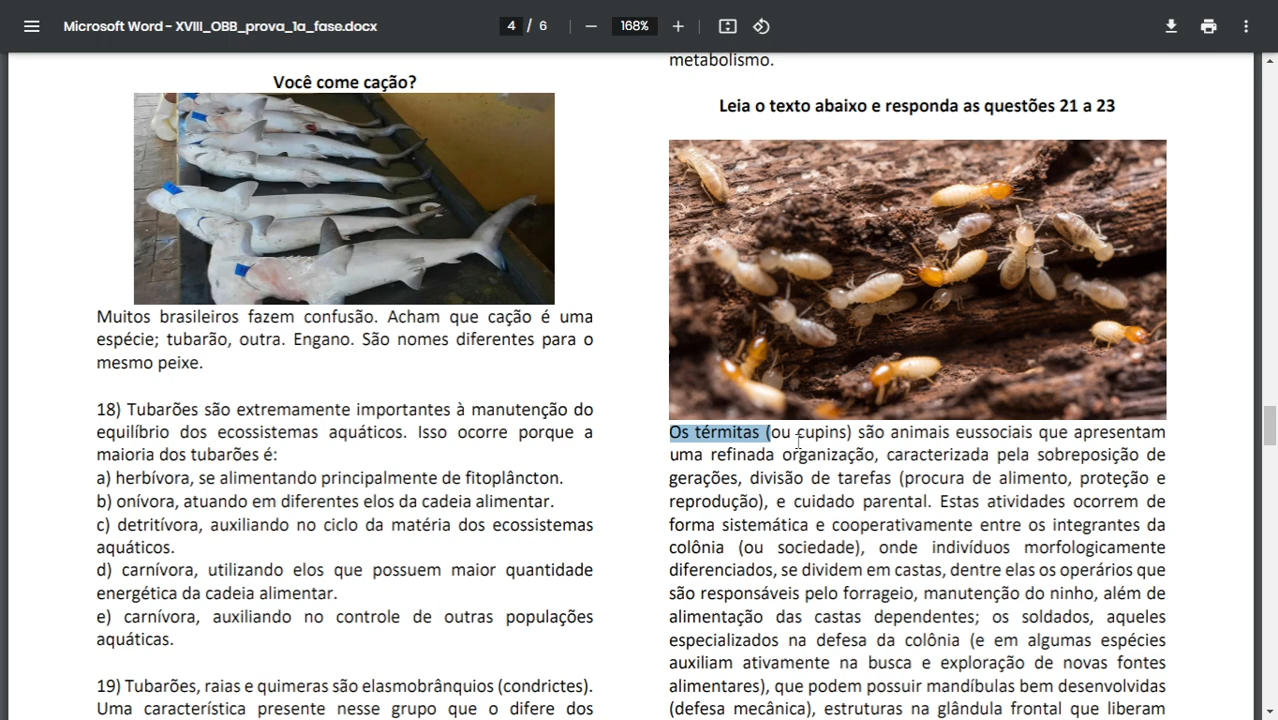 Microsoft Word - XVIII_OBB_prova_1a_fase.docx
4 / 6
168%
Você come cação?
Muitos brasileiros fazem confusão. Acham que cação é uma
espécie; tubarão, outra. Engano. São nomes diferentes para o
mesmo peixe.
18) Tubarões são extremamente importantes à manutenção do
equilíbrio dos ecossistemas aquáticos. Isso ocorre porque a
maioria dos tubarões é:
a) herbívora, se alimentando principalmente de fitoplâncton.
b) onívora, atuando em diferentes elos da cadeia alimentar.
c) detritívora, auxiliando no ciclo da matéria dos ecossistemas
aquáticos.
d) carnívora, utilizando elos que possuem maior quantidade
energética da cadeia alimentar.
e) carnívora, auxiliando no controle de outras populações
aquáticas.
19) Tubarões, raias e quimeras são elasmobrânquios (condrictes).
Uma característica presente nesse grupo que o difere dos
metabolismo.
Leia o texto abaixo e responda as questões 21 a 23
Os térmitas (ou cupins) são animais eussociais que apresentam
uma refinada organização, caracterizada pela sobreposição de
gerações, divisão de tarefas (procura de alimento, proteção e
reprodução), e cuidado parental. Estas atividades ocorrem de
forma sistemática e cooperativamente entre os integrantes da
colônia (ou sociedade), onde indivíduos morfologicamente
diferenciados, se dividem em castas, dentre elas os operários que
são responsáveis pelo forrageio, manutenção do ninho, além de
alimentação das castas dependentes; os soldados, aqueles
especializados na defesa da colônia (e em algumas espécies
auxiliam ativamente na busca e exploração de novas fontes
alimentares), que podem possuir mandíbulas bem desenvolvidas
(defesa mecânica), estruturas na glândula frontal que liberam